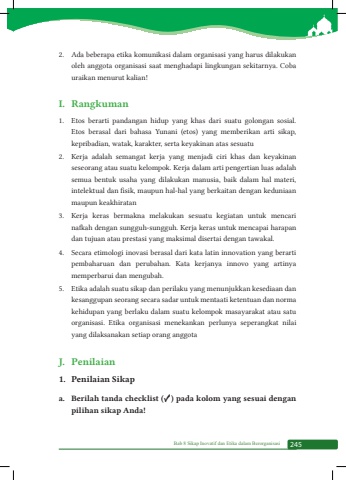 2. Ada beberapa etika komunikasi dalam organisasi yang harus dilakukan
oleh anggota organisasi saat menghadapi lingkungan sekitarnya. Coba
uraikan menurut kalian!
I. Rangkuman
1. Etos berarti pandangan hidup yang khas dari suatu golongan sosial.
Etos berasal dari bahasa Yunani (etos) yang memberikan arti sikap,
kepribadian, watak, karakter, serta keyakinan atas sesuatu
2. Kerja adalah semangat kerja yang menjadi ciri khas dan keyakinan
seseorang atau suatu kelompok. Kerja dalam arti pengertian luas adalah
semua bentuk usaha yang dilakukan manusia, baik dalam hal materi,
intelektual dan fisik, maupun hal-hal yang berkaitan dengan keduniaan
maupun keakhiratan
3. Kerja keras bermakna melakukan sesuatu kegiatan untuk mencari
nafkah dengan sungguh-sungguh. Kerja keras untuk mencapai harapan
dan tujuan atau prestasi yang maksimal disertai dengan tawakal.
4. Secara etimologi inovasi berasal dari kata latin innovation yang berarti
pembaharuan dan perubahan. Kata kerjanya innovo yang artinya
memperbarui dan mengubah.
5. Etika adalah suatu sikap dan perilaku yang menunjukkan kesediaan dan
kesanggupan seorang secara sadar untuk mentaati ketentuan dan norma
kehidupan yang berlaku dalam suatu kelompok masayarakat atau satu
organisasi. Etika organisasi menekankan perlunya seperangkat nilai
yang dilaksanakan setiap orang anggota
J. Penilaian
1. Penilaian Sikap
a. Berilah tanda checklist (✓) pada kolom yang sesuai dengan
pilihan sikap Anda!
Bab 8 Sikap Inovatif dan Etika dalam Berorganisasi 245